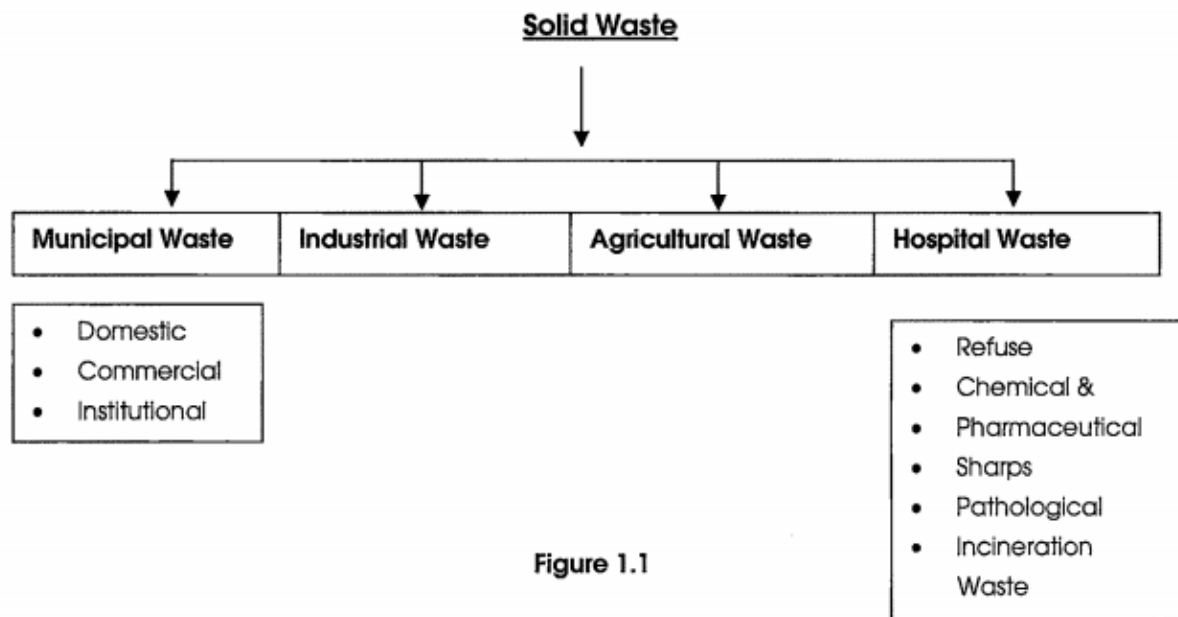 Solid Waste
Municipal Waste
Industrial Waste
Agricultural Waste
Hospital Waste
• Domestic
• Commercial
• Institutional
• Refuse
• Chemical &
• Pharmaceutical
• Sharps
• Pathological
• Incineration
Waste
Figure 1.1